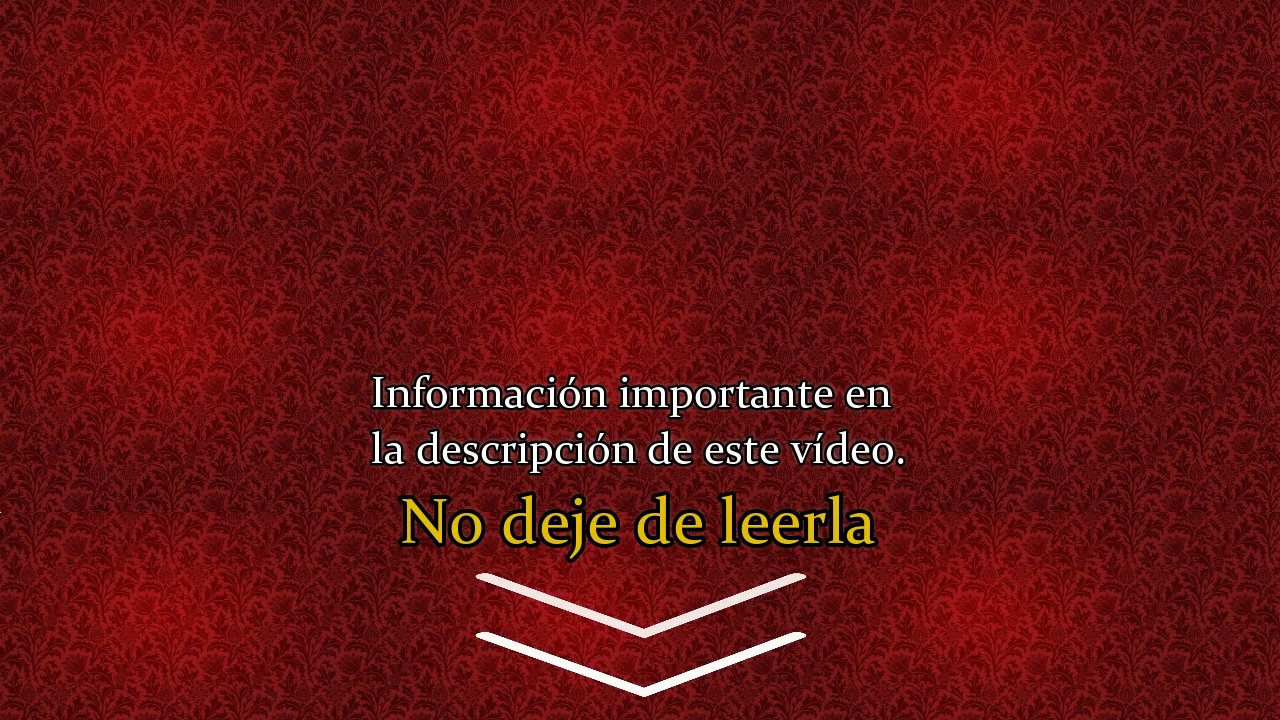 Información importante en
la descripción de este vídeo.
No deje de leerla